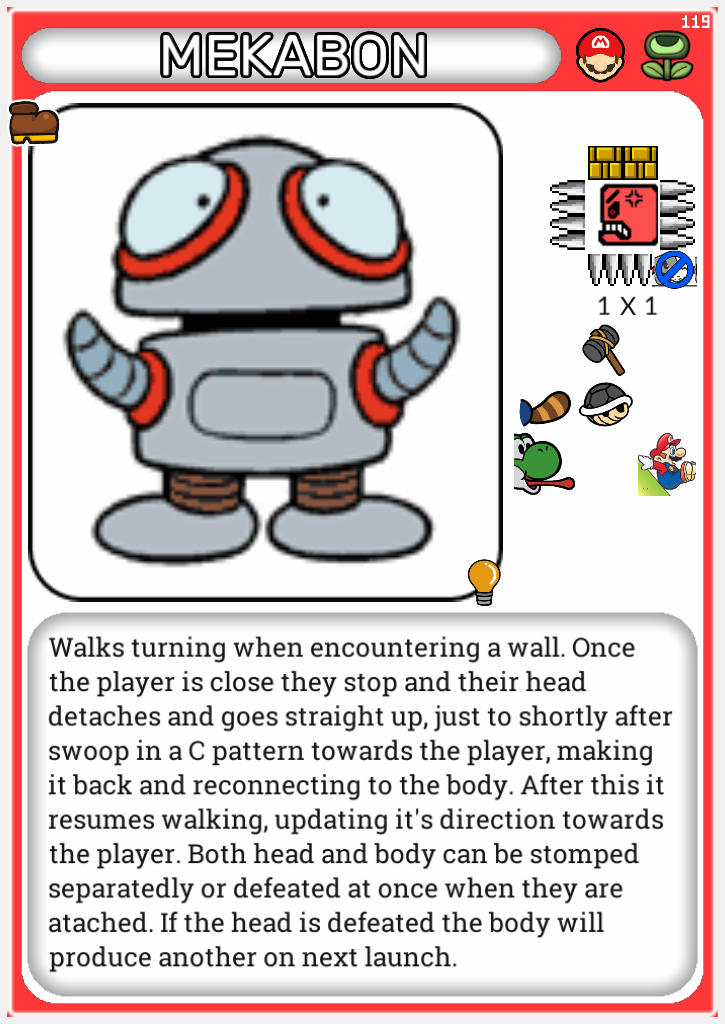 119
MEKABON
M
1 X 1
Walks turning when encountering a wall. Once
the player is close they stop and their head
detaches and goes straight up, just to shortly after
swoop in a C pattern towards the player, making
it back and reconnecting to the body. After this it
resumes walking, updating it's direction towards
the player. Both head and body can be stomped
separatedly or defeated at once when they are
atached. If the head is defeated the body will
produce another on next launch.